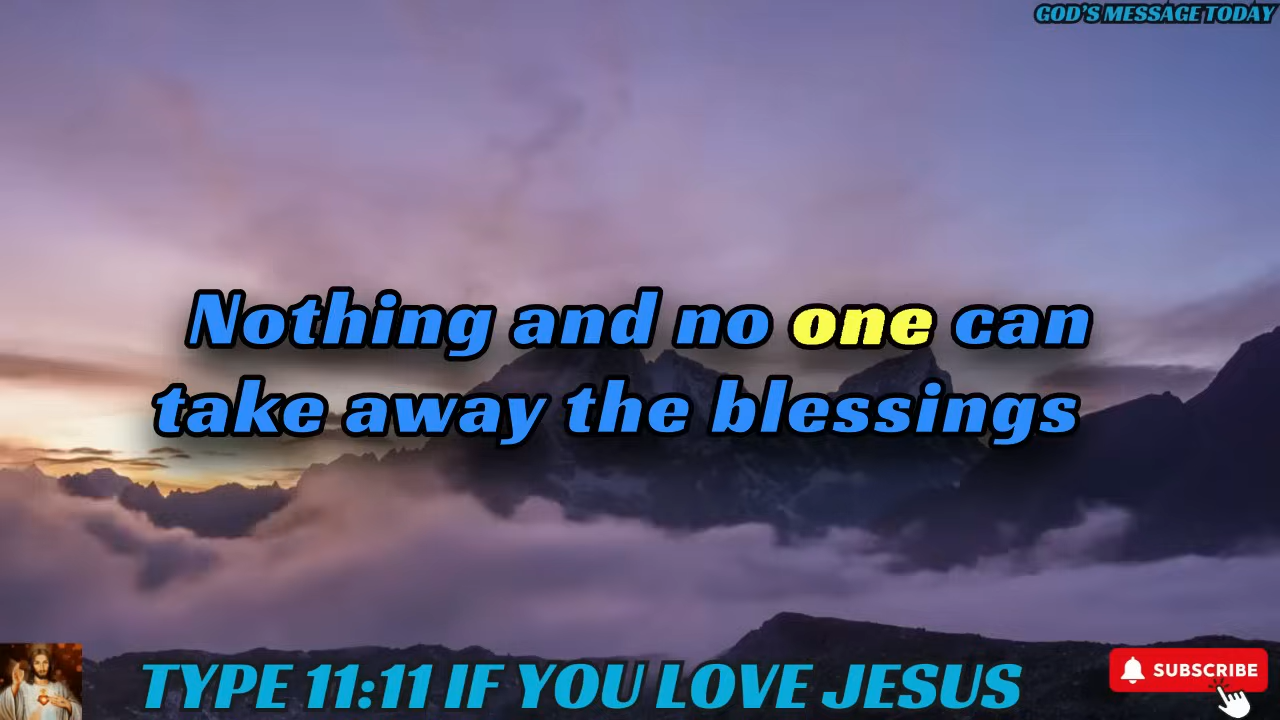 GOD'S MESSAGE TODAY
Nothing and no one can
take away the blessings
TYPE 11:11 IF YOU LOVE JESUS
SUBSCRIBE